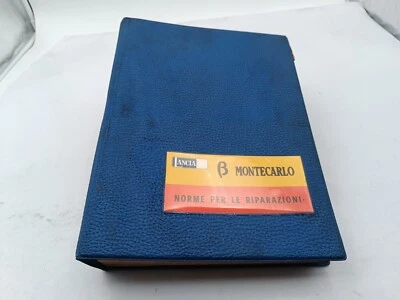 LANCIA
β MONTECARLO
NORME PER LE RIPARAZIONI